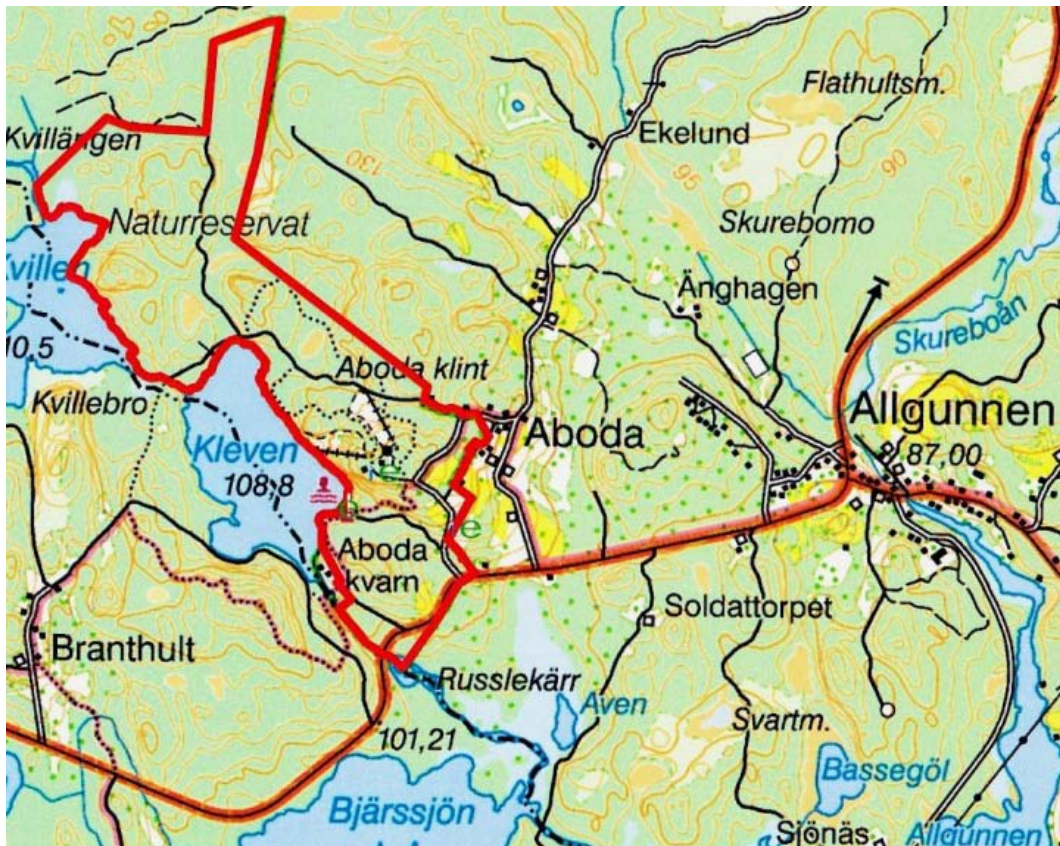 Flathultsm.
Kvillängen
130
Ekelund
95
90
Naturreservat
Skurebomo
Kvillen
Änghagen
Skureboån
10,5
Aboda klint
Kvillebro
Allgunnen
Aboda
Kleven
87,00
108,8
e
e
e
Aboda
kvarn
Soldattorpet
Branthult
Russlekärr
Aven
Svartm.
101,21
Bassegöl
Bjärssjön
Sjönäs
Allgunnen